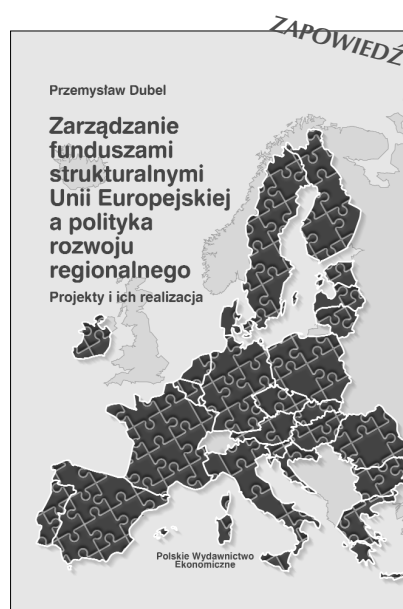 ZAPOWIEDŹ
Przemysław Dubel
Zarządzanie
funduszami
strukturalnymi
Unii Europejskiej
a polityka
rozwoju
regionalnego
Projekty i ich realizacja
Polskie Wydawnictwo
Ekonomiczne